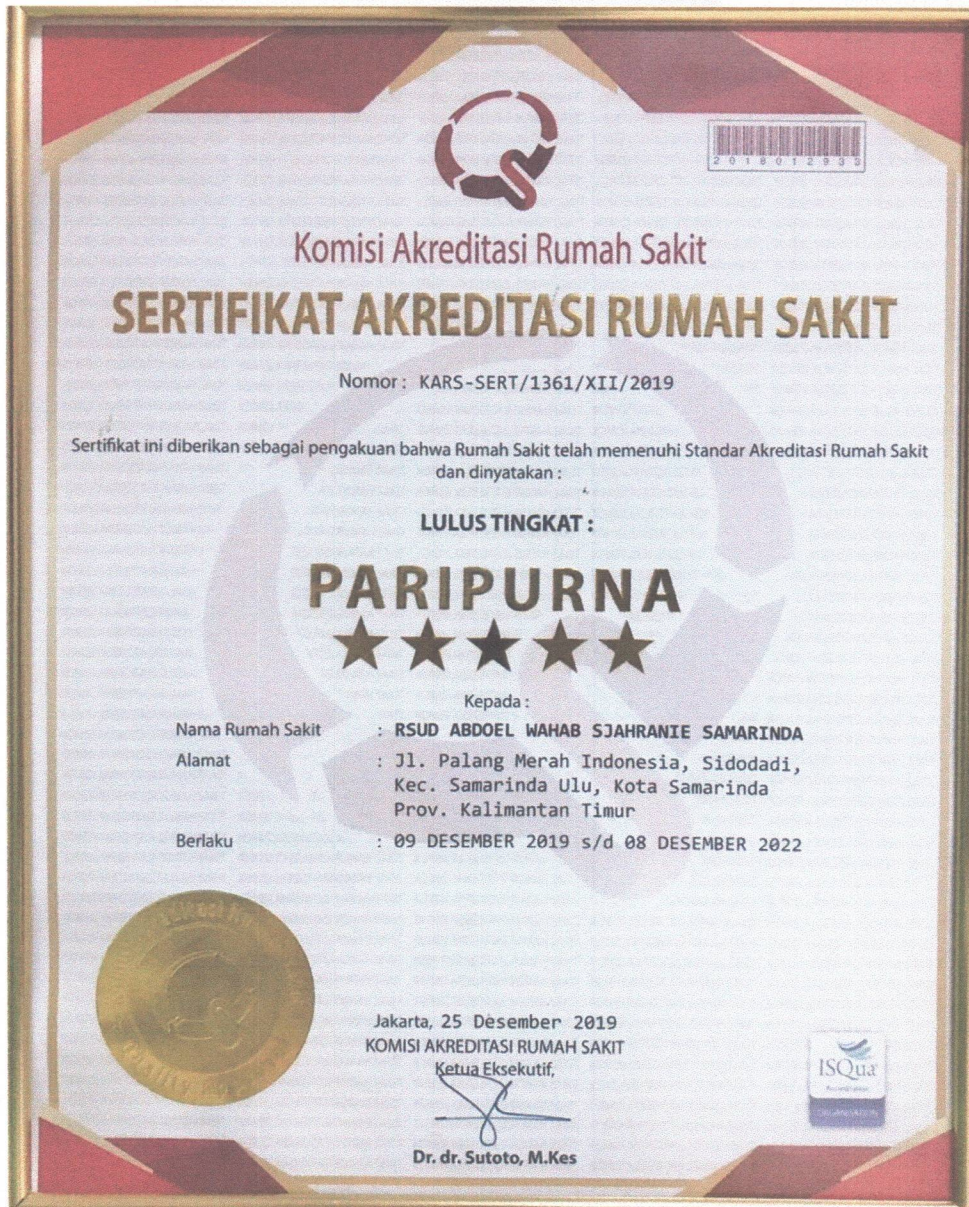 2018012933
Komisi Akreditasi Rumah Sakit
SERTIFIKAT AKREDITASI RUMAH SAKIT
Nomor : KARS-SERT/1361/XII/2019
Sertifikat ini diberikan sebagai pengakuan bahwa Rumah Sakit telah memenuhi Standar Akreditasi Rumah Sakit
dan dinyatakan :
LULUS TINGKAT :
PARIPURNA
Kepada :
Nama Rumah Sakit : RSUD ABDOEL WAHAB SJAHRANIE SAMARINDA
Alamat : Jl. Palang Merah Indonesia, Sidodadi,
Kec. Samarinda Ulu, Kota Samarinda
Prov. Kalimantan Timur
Berlaku : 09 DESEMBER 2019 s/d 08 DESEMBER 2022
Jakarta, 25 Desember 2019
KOMISI AKREDITASI RUMAH SAKIT
Ketua Eksekutif,
Dr. dr. Sutoto, M.Kes
ISQua
Accreditation
ORGANISATION